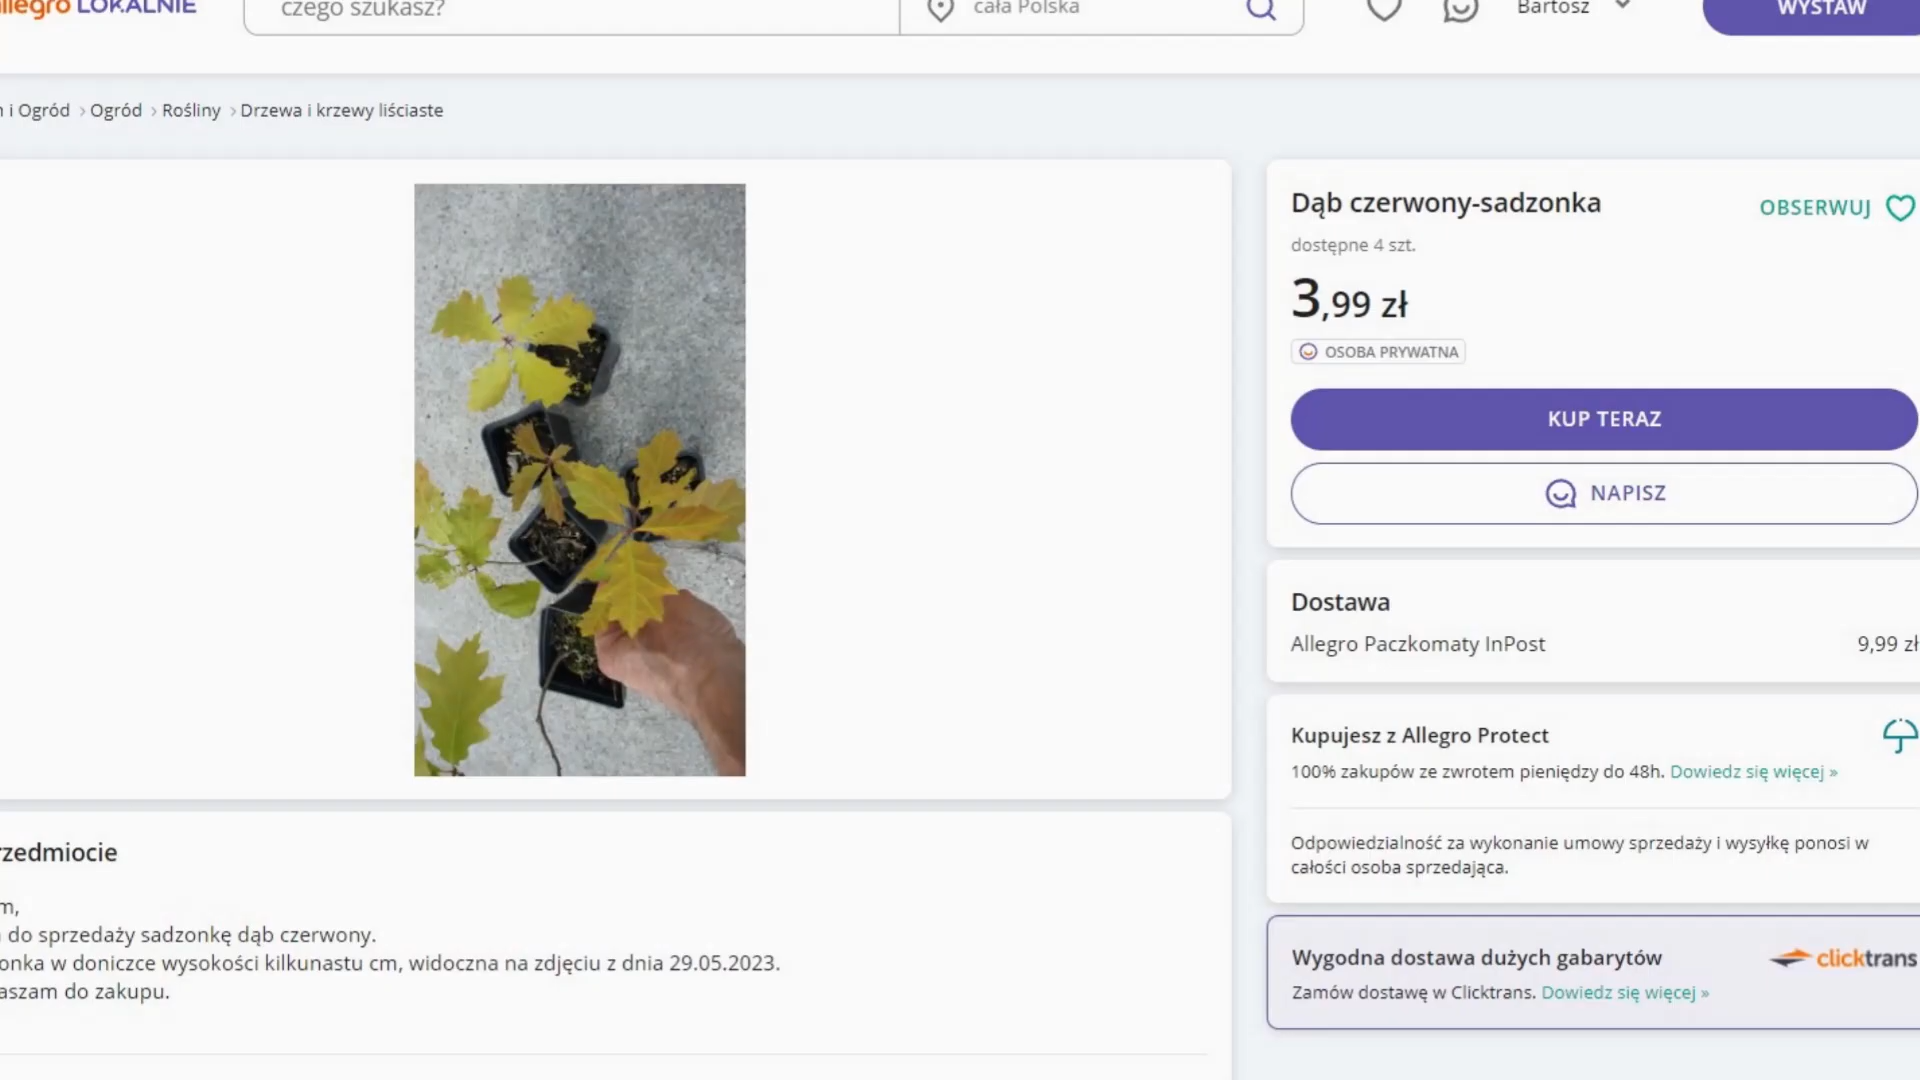 allegro LOKALNIE
czego szukasz?
cała Polska
Bartosz
WYSTAW
i Ogród › Ogród › Rośliny › Drzewa i krzewy liściaste
Dąb czerwony-sadzonka
OBSERWUJ
dostępne 4 szt.
3,99 zł
OSOBA PRYWATNA
KUP TERAZ
NAPISZ
Dostawa
Allegro Paczkomaty InPost
9,99 zł
Kupujesz z Allegro Protect
100% zakupów ze zwrotem pieniędzy do 48h. Dowiedz się więcej »
Odpowiedzialność za wykonanie umowy sprzedaży i wysyłkę ponosi w
całości osoba sprzedająca.
Wygodna dostawa dużych gabarytów
clicktrans
Zamów dostawę w Clicktrans. Dowiedz się więcej »
rzedmiocie
m,
do sprzedaży sadzonkę dąb czerwony.
onka w doniczce wysokości kilkunastu cm, widoczna na zdjęciu z dnia 29.05.2023.
aszam do zakupu.